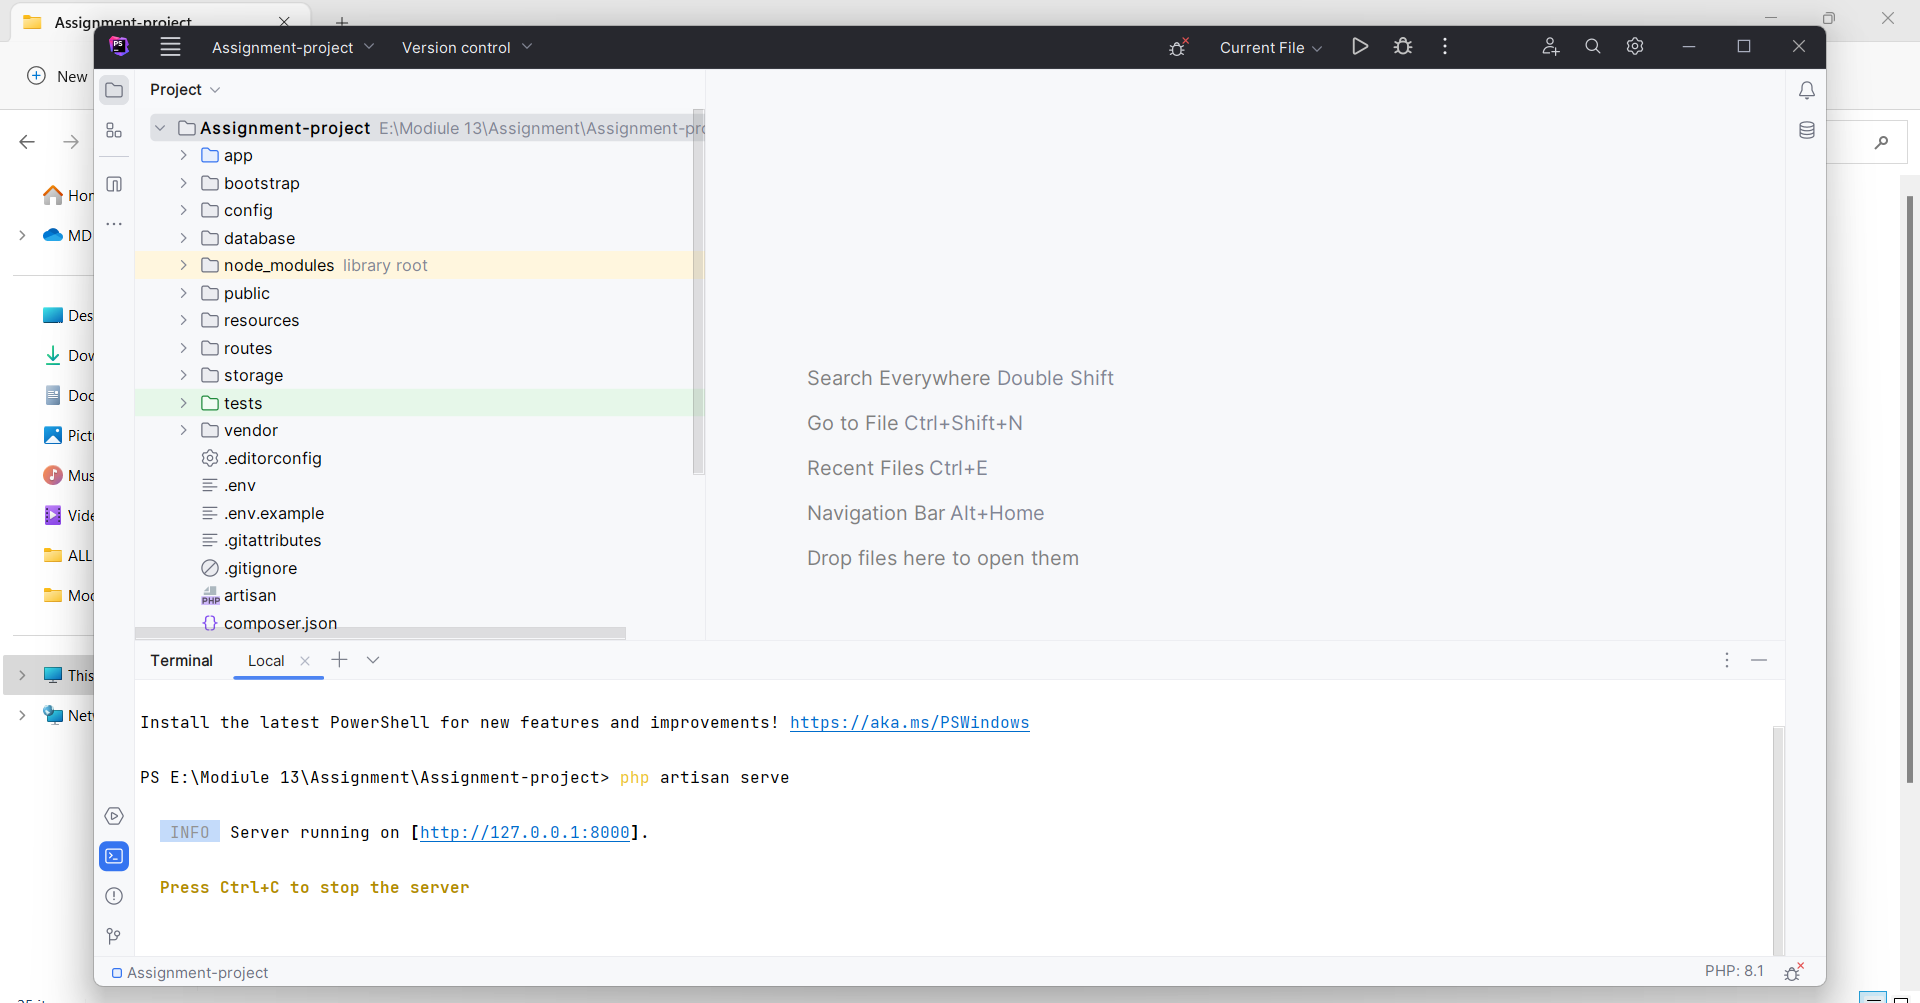 Assignment-project
PS
Assignment-project
Version control
Current File
New
Project
Assignment-project E:\Modiule 13\Assignment\Assignment-pro
app
bootstrap
config
database
node_modules library root
public
resources
routes
storage
tests
vendor
.editorconfig
.env
.env.example
.gitattributes
.gitignore
PHP artisan
composer.json
Hor
MD
Des
Dow
Doc
Pict
Mus
Vide
ALL
Moc
This
Net
Search Everywhere Double Shift
Go to File Ctrl+Shift+N
Recent Files Ctrl+E
Navigation Bar Alt+Home
Drop files here to open them
Terminal
Local
Install the latest PowerShell for new features and improvements! https://aka.ms/PSWindows
PS E:\Modiule 13\Assignment\Assignment-project> php artisan serve
INFO Server running on [http://127.0.0.1:8000].
Press Ctrl+C to stop the server
Assignment-project
PHP: 8.1